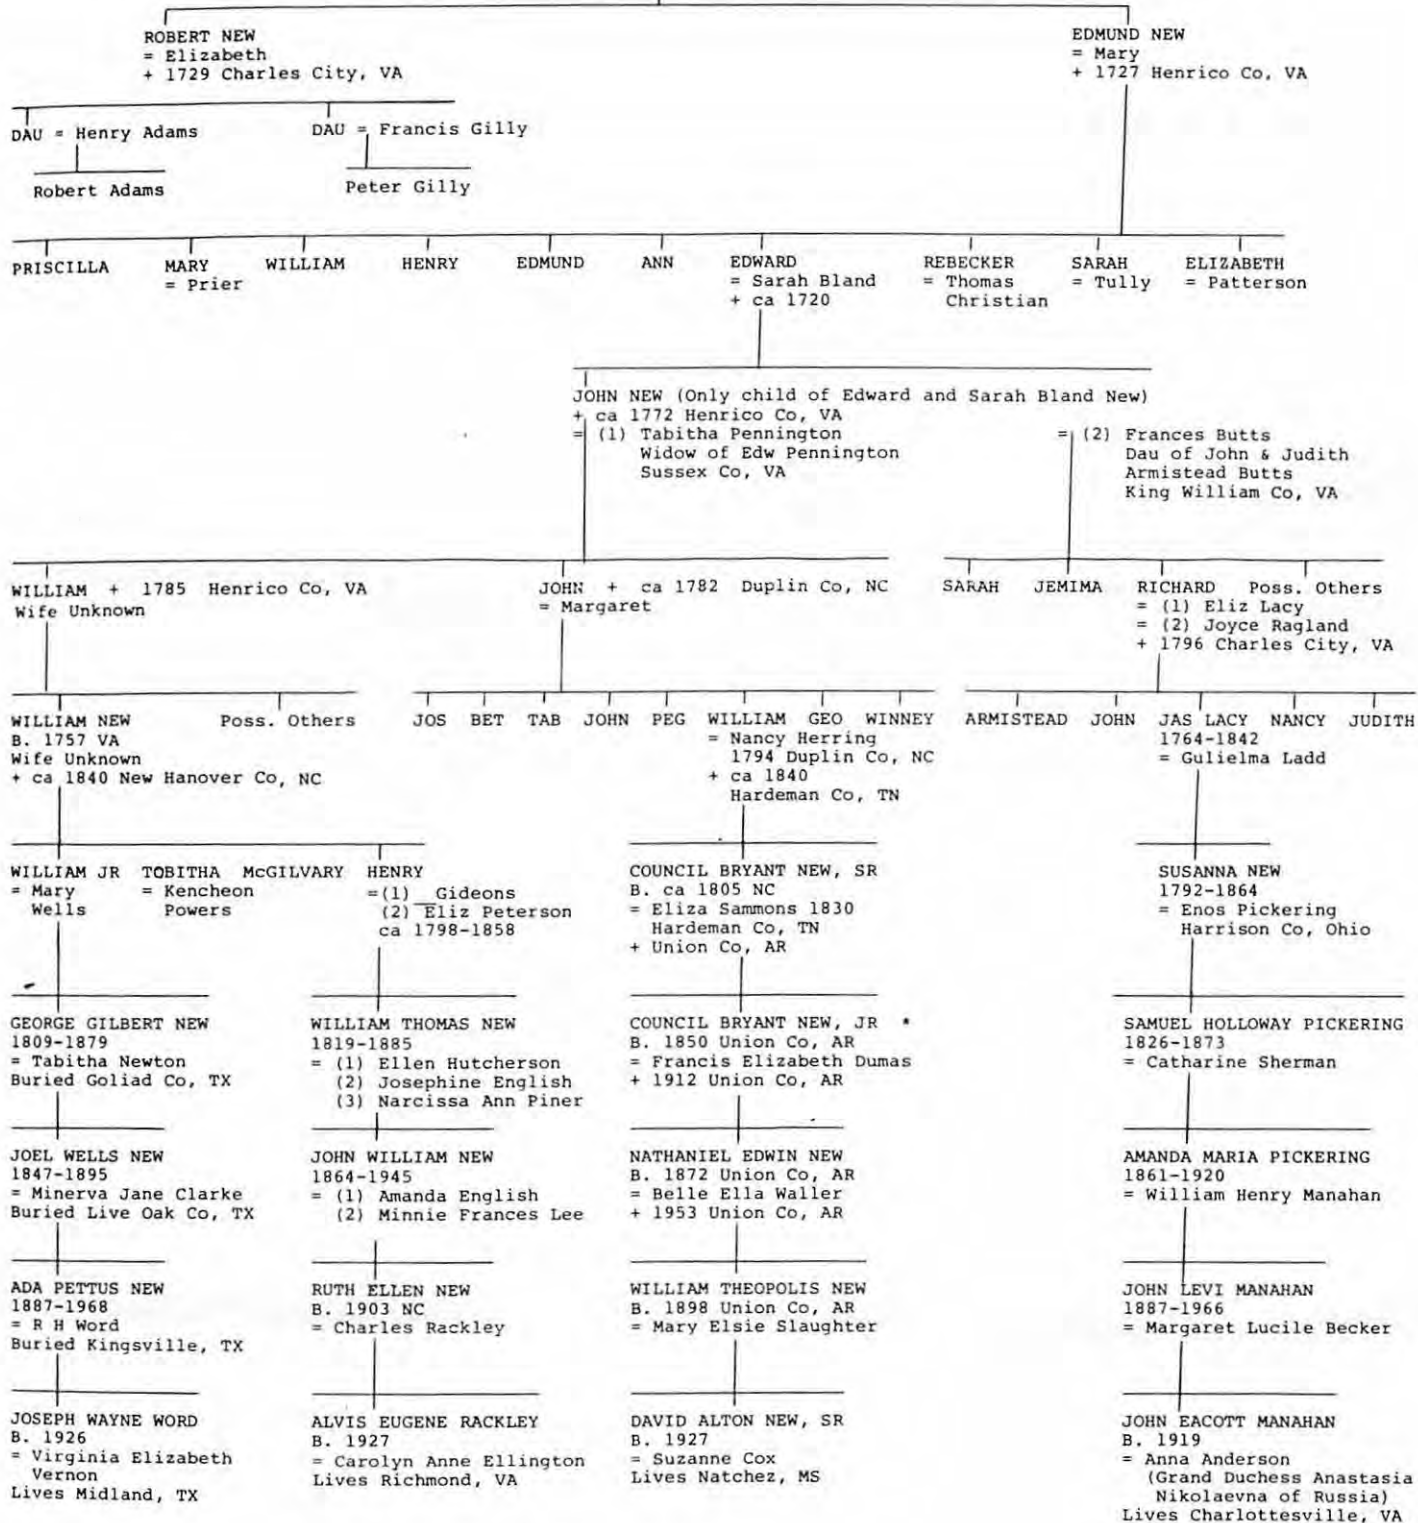 ROBERT NEW
= Elizabeth
+ 1729 Charles City, VA
EDMUND NEW
= Mary
+ 1727 Henrico Co, VA
DAU = Henry Adams
DAU = Francis Gilly
Robert Adams
Peter Gilly
PRISCILLA
MARY
= Prier
WILLIAM
HENRY
EDMUND
ANN
EDWARD
= Sarah Bland
+ ca 1720
REBECKER
= Thomas
Christian
SARAH
= Tully
ELIZABETH
= Patterson
JOHN NEW (Only child of Edward and Sarah Bland New)
+ ca 1772 Henrico Co, VA
= (1) Tabitha Pennington
Widow of Edw Pennington
Sussex Co, VA
= (2) Frances Butts
Dau of John & Judith
Armistead Butts
King William Co, VA
WILLIAM + 1785 Henrico Co, VA
Wife Unknown
JOHN + ca 1782 Duplin Co, NC
= Margaret
SARAH
JEMIMA
RICHARD
= (1) Eliz Lacy
= (2) Joyce Ragland
+ 1796 Charles City, VA
Poss. Others
WILLIAM NEW
B. 1757 VA
Wife Unknown
+ ca 1840 New Hanover Co, NC
Poss. Others
JOS
BET
TAB
JOHN
PEG
WILLIAM
= Nancy Herring
1794 Duplin Co, NC
+ ca 1840
Hardeman Co, TN
GEO
WINNEY
ARMISTEAD
JOHN
JAS LACY
1764-1842
= Gulielma Ladd
NANCY
JUDITH
WILLIAM JR
= Mary
Wells
TOBITHA
= Kencheon
Powers
McGILVARY
HENRY
=(1)__Gideons
(2) Eliz Peterson
ca 1798-1858
COUNCIL BRYANT NEW, SR
B. ca 1805 NC
= Eliza Sammons 1830
Hardeman Co, TN
+ Union Co, AR
SUSANNA NEW
1792-1864
= Enos Pickering
Harrison Co, Ohio
GEORGE GILBERT NEW
1809-1879
= Tabitha Newton
Buried Goliad Co, TX
WILLIAM THOMAS NEW
1819-1885
= (1) Ellen Hutcherson
(2) Josephine English
(3) Narcissa Ann Piner
COUNCIL BRYANT NEW, JR *
B. 1850 Union Co, AR
= Francis Elizabeth Dumas
+ 1912 Union Co, AR
SAMUEL HOLLOWAY PICKERING
1826-1873
= Catharine Sherman
JOEL WELLS NEW
1847-1895
= Minerva Jane Clarke
Buried Live Oak Co, TX
JOHN WILLIAM NEW
1864-1945
= (1) Amanda English
(2) Minnie Frances Lee
NATHANIEL EDWIN NEW
B. 1872 Union Co, AR
= Belle Ella Waller
+ 1953 Union Co, AR
AMANDA MARIA PICKERING
1861-1920
= William Henry Manahan
ADA PETTUS NEW
1887-1968
= R H Word
Buried Kingsville, TX
RUTH ELLEN NEW
B. 1903 NC
= Charles Rackley
WILLIAM THEOPOLIS NEW
B. 1898 Union Co, AR
= Mary Elsie Slaughter
JOHN LEVI MANAHAN
1887-1966
= Margaret Lucile Becker
JOSEPH WAYNE WORD
B. 1926
= Virginia Elizabeth
Vernon
Lives Midland, TX
ALVIS EUGENE RACKLEY
B. 1927
= Carolyn Anne Ellington
Lives Richmond, VA
DAVID ALTON NEW, SR
B. 1927
= Suzanne Cox
Lives Natchez, MS
JOHN EACOTT MANAHAN
B. 1919
= Anna Anderson
(Grand Duchess Anastasia
Nikolaevna of Russia)
Lives Charlottesville, VA